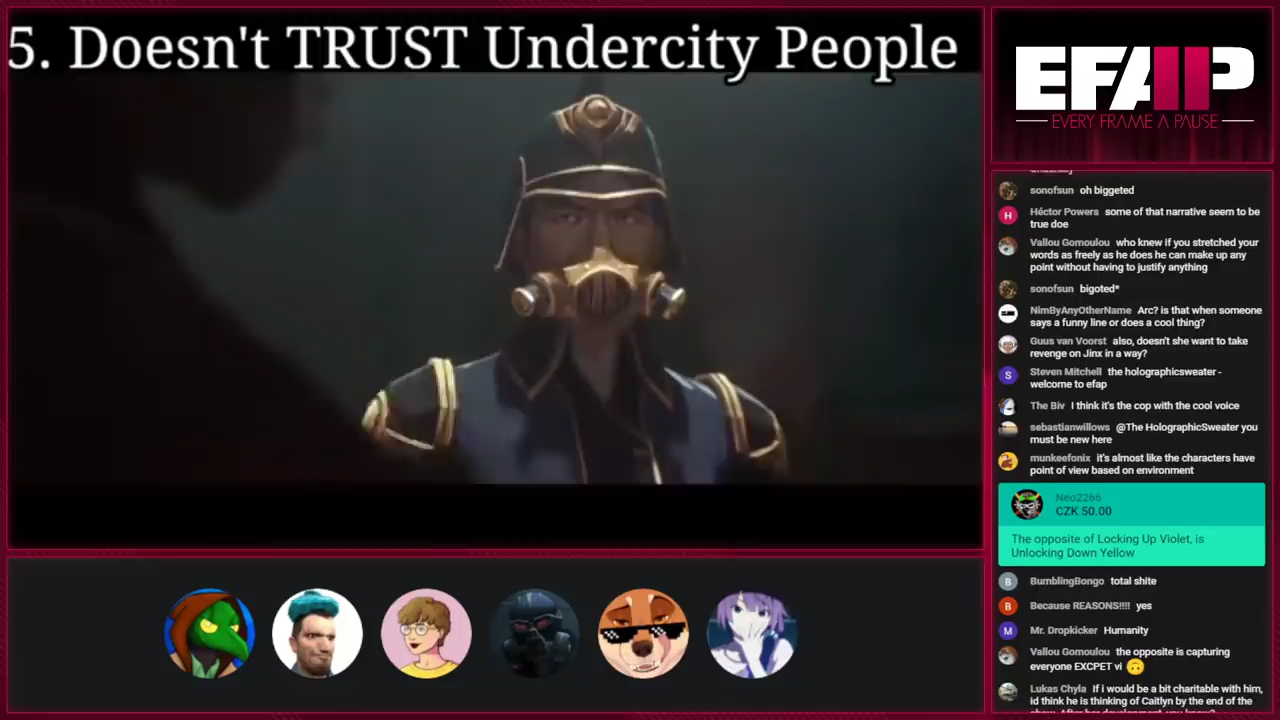 5. Doesn't TRUST Undercity People
EFAP
EVERY FRAME A PAUSE
sonofsun oh biggeted
H
Héctor Powers some of that narrative seem to be
true doe
Vallou Gomoulou who knew if you stretched your
words as freely as he does he can make up any
point without having to justify anything
sonofsun bigoted*
NimByAnyOtherName Arc? is that when someone
says a funny line or does a cool thing?
Guus van Voorst also, doesn't she want to take
revenge on Jinx in a way?
S
Steven Mitchell the holographicsweater -
welcome to efap
The Biv I think it's the cop with the cool voice
sebastianwillows @The HolographicSweater you
must be new here
munkeefonix it's almost like the characters have
point of view based on environment
Neo2266
CZK 50.00
The opposite of Locking Up Violet, is
Unlocking Down Yellow
B
BumblingBongo total shite
B
Because REASONS!!!! yes
M
Mr. Dropkicker Humanity
Vallou Gomoulou the opposite is capturing
everyone EXCPET vi
Lukas Chyla If i would be a bit charitable with him,
id think he is thinking of Caitlyn by the end of the